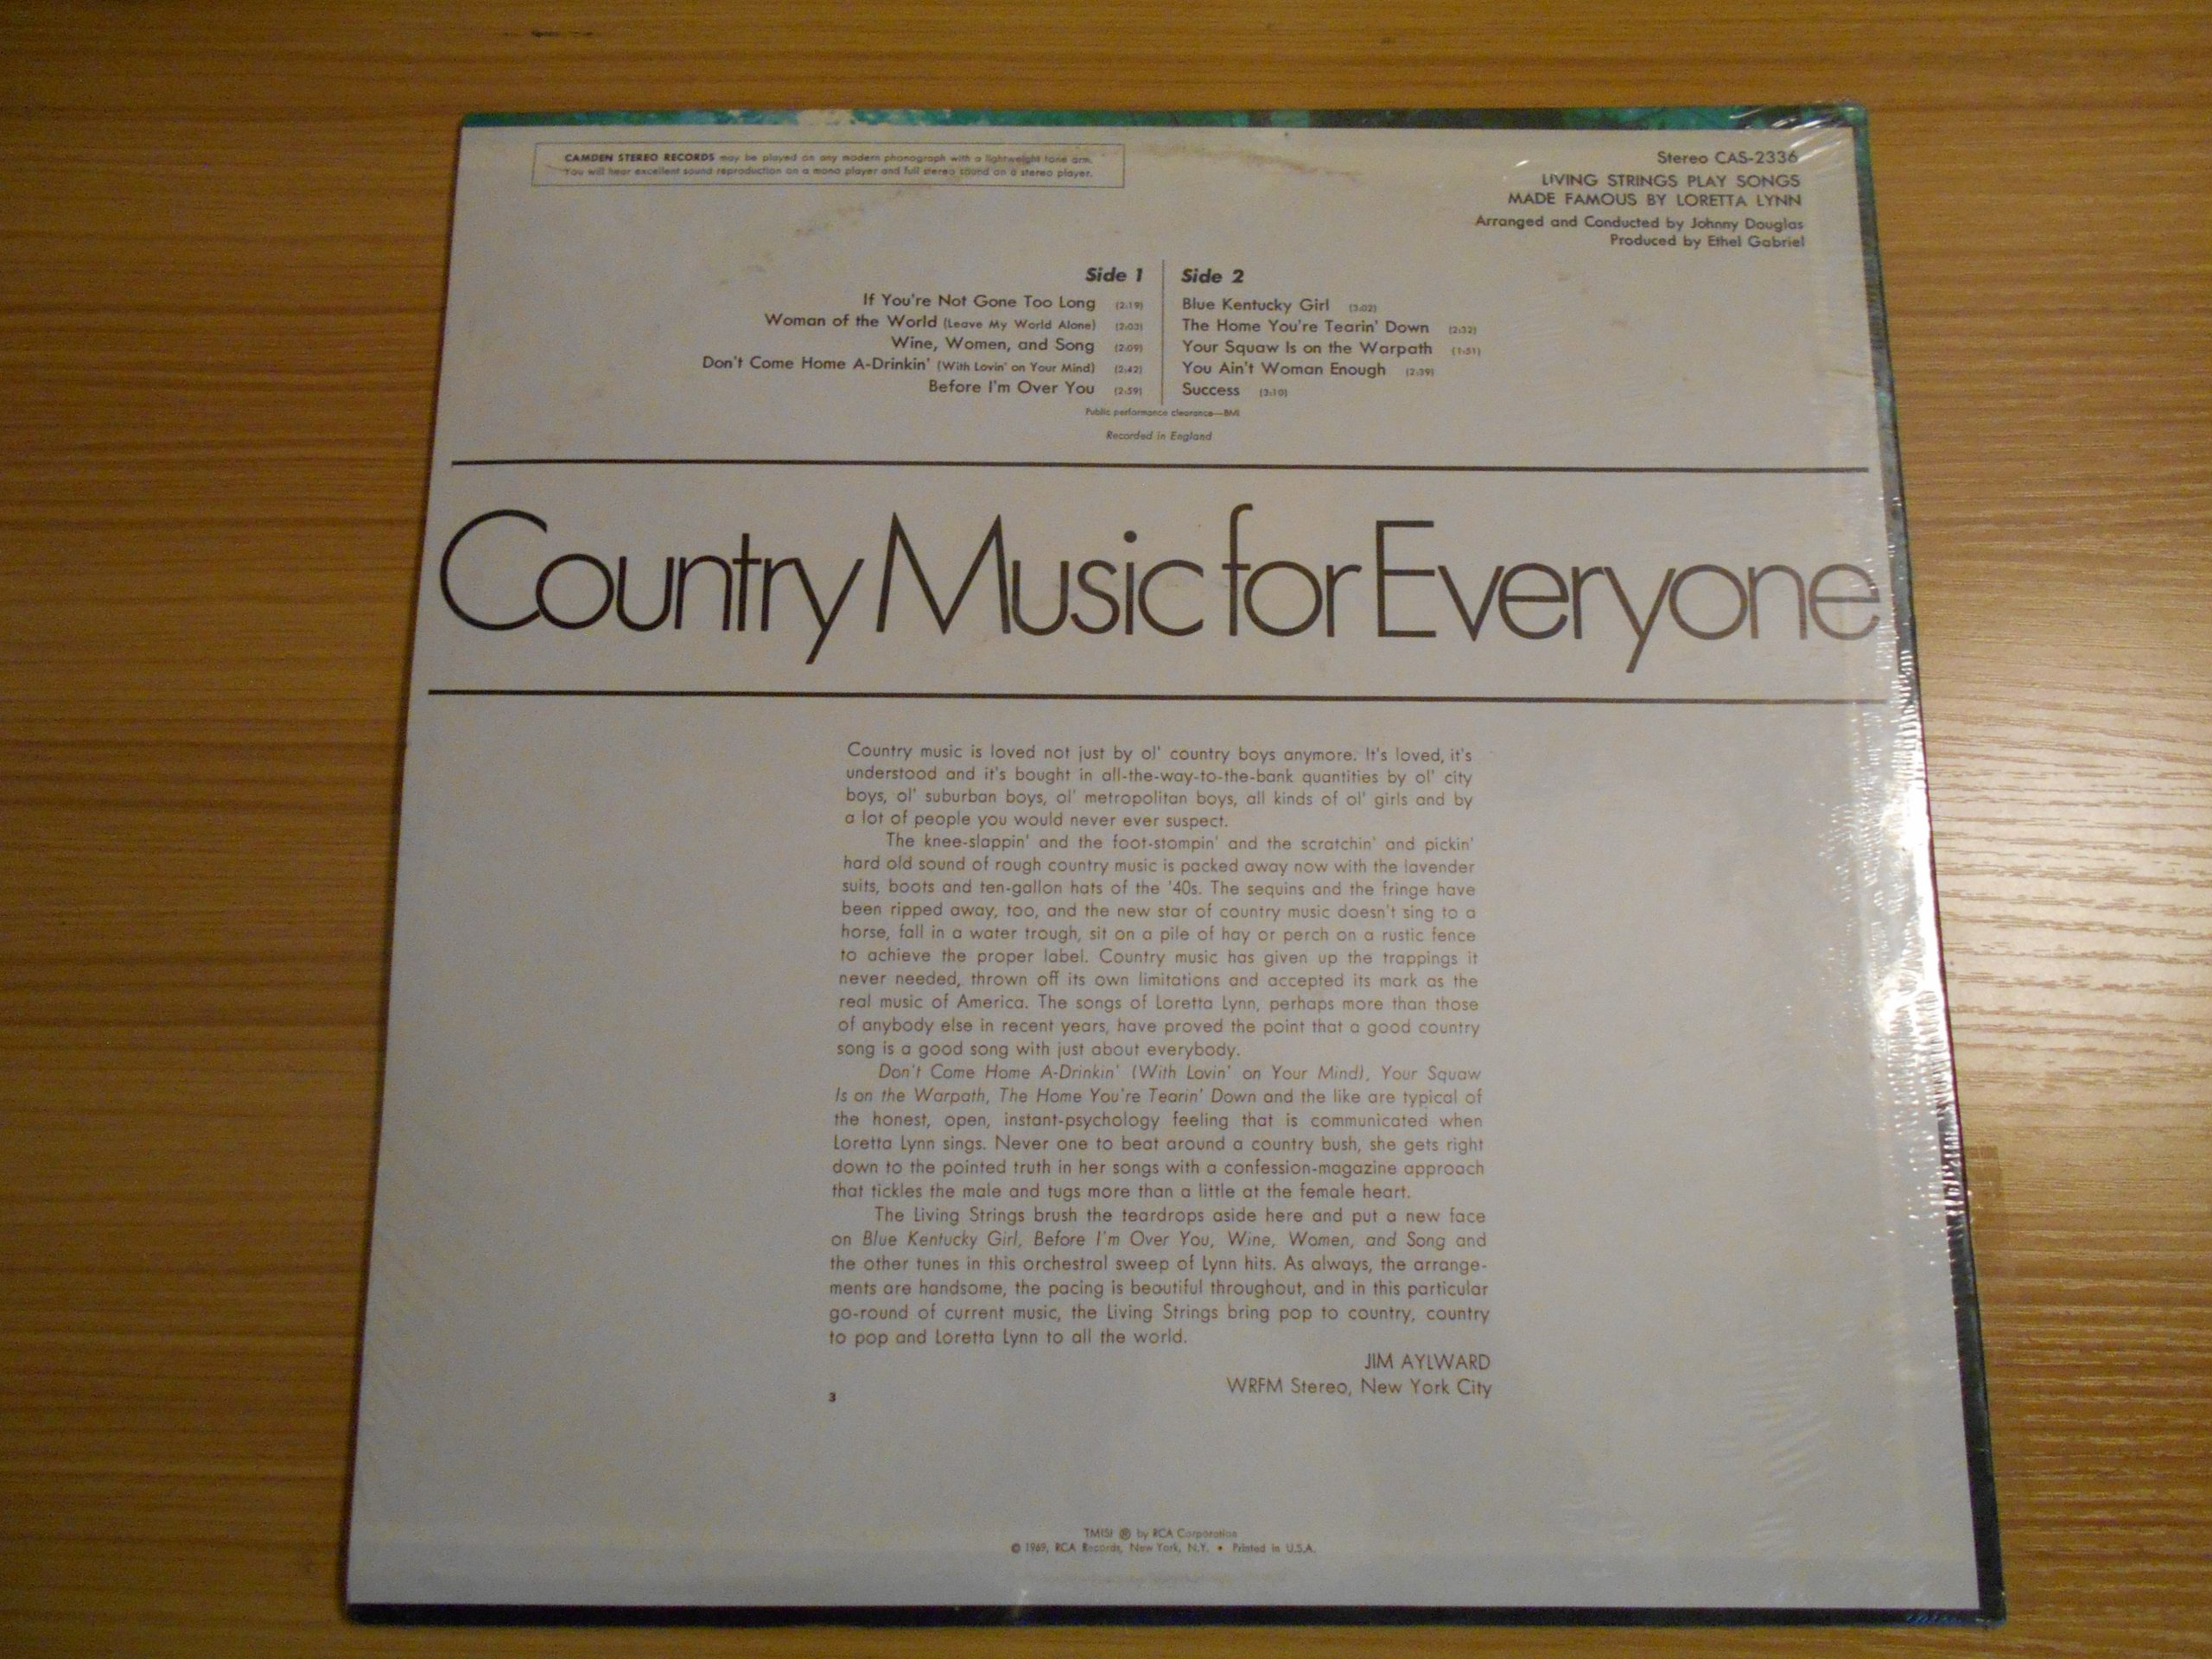 CAMDEN STEREO RECORDS may be played on any modern phonograph with a lightweight tone arm.
You will hear excellent sound reproduction on a mono player and full stereo sound on a stereo player.
Stereo CAS-2336
LIVING STRINGS PLAY SONGS
MADE FAMOUS BY LORETTA LYNN
Arranged and Conducted by Johnny Douglas
Produced by Ethel Gabriel
Side 1
If You're Not Gone Too Long (2:19)
Woman of the World (Leave My World Alone) (2:03)
Wine, Women, and Song (2:09)
Don't Come Home A-Drinkin' (With Lovin' on Your Mind) (2:42)
Before I'm Over You (2:59)
Side 2
Blue Kentucky Girl (3:02)
The Home You're Tearin' Down (2:32)
Your Squaw Is on the Warpath (1:51)
You Ain't Woman Enough (2:39)
Success (3:10)
Public performance clearance—BMI
Recorded in England
Country Music for Everyone
Country music is loved not just by ol' country boys anymore. It's loved, it's
understood and it's bought in all-the-way-to-the-bank quantities by ol' city
boys, ol' suburban boys, ol' metropolitan boys, all kinds of ol' girls and by
a lot of people you would never ever suspect.
The knee-slappin' and the foot-stompin' and the scratchin' and pickin'
hard old sound of rough country music is packed away now with the lavender
suits, boots and ten-gallon hats of the '40s. The sequins and the fringe have
been ripped away, too, and the new star of country music doesn't sing to a
horse, fall in a water trough, sit on a pile of hay or perch on a rustic fence
to achieve the proper label. Country music has given up the trappings it
never needed, thrown off its own limitations and accepted its mark as the
real music of America. The songs of Loretta Lynn, perhaps more than those
of anybody else in recent years, have proved the point that a good country
song is a good song with just about everybody.
Don't Come Home A-Drinkin' (With Lovin' on Your Mind), Your Squaw
Is on the Warpath, The Home You're Tearin' Down and the like are typical of
the honest, open, instant-psychology feeling that is communicated when
Loretta Lynn sings. Never one to beat around a country bush, she gets right
down to the pointed truth in her songs with a confession-magazine approach
that tickles the male and tugs more than a little at the female heart.
The Living Strings brush the teardrops aside here and put a new face
on Blue Kentucky Girl, Before I'm Over You, Wine, Women, and Song and
the other tunes in this orchestral sweep of Lynn hits. As always, the arrange-
ments are handsome, the pacing is beautiful throughout, and in this particular
go-round of current music, the Living Strings bring pop to country, country
to pop and Loretta Lynn to all the world.
JIM AYLWARD
WRFM Stereo, New York City
3
TM(S) ® by RCA Corporation
© 1969, RCA Records, New York, N.Y. • Printed in U.S.A.